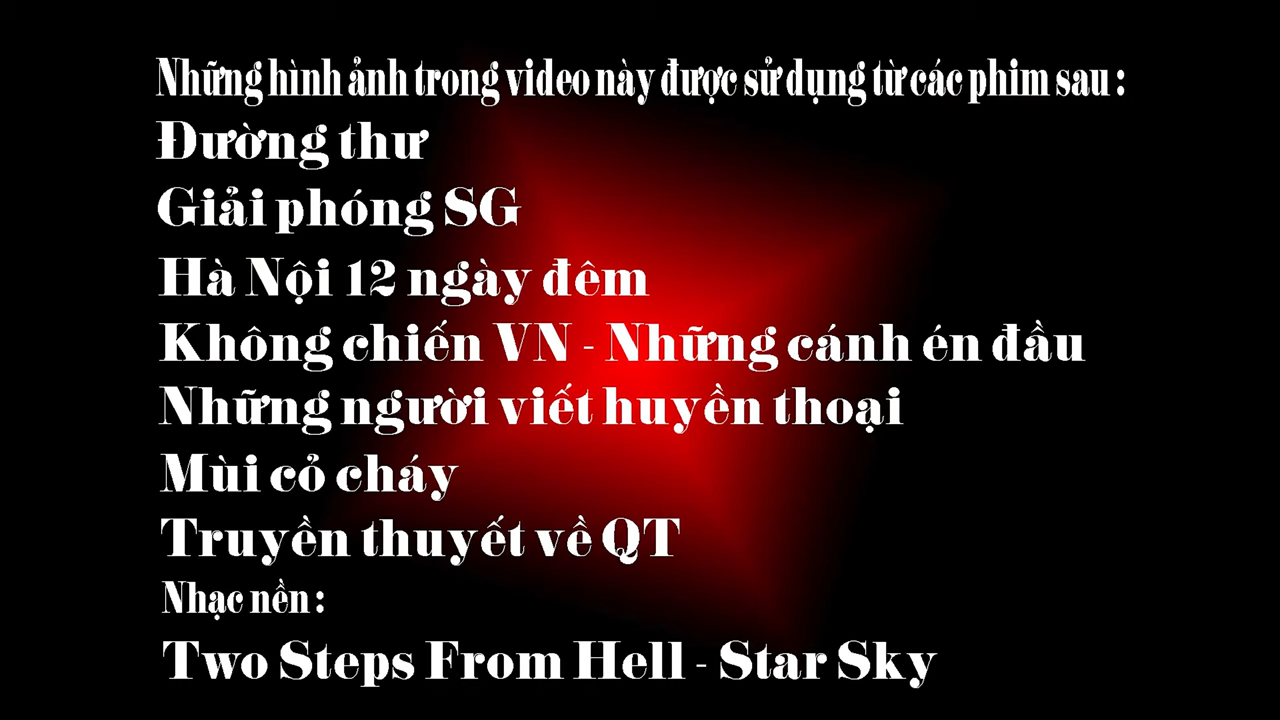 Những hình ảnh trong video này được sử dụng từ các phim sau :
Đường thư
Giải phóng SG
Hà Nội 12 ngày đêm
Không chiến VN - Những cánh én đầu
Những người viết huyền thoại
Mùi cỏ cháy
Truyền thuyết về QT
Nhạc nền :
Two Steps From Hell - Star Sky